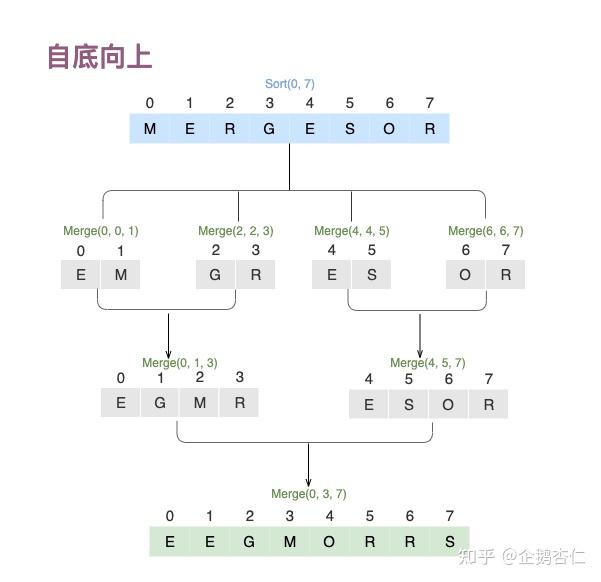 自底向上
Sort(0, 7)
0 1 2 3 4 5 6 7
M E R G E S O R
Merge(0, 0, 1) Merge(2, 2, 3) Merge(4, 4, 5) Merge(6, 6, 7)
0 1 2 3 4 5 6 7
E M G R E S O R
Merge(0, 1, 3) Merge(4, 5, 7)
0 1 2 3 4 5 6 7
E G M R E S O R
Merge(0, 3, 7)
0 1 2 3 4 5 6 7
E E G M O R R S
知乎 @企鹅杏仁